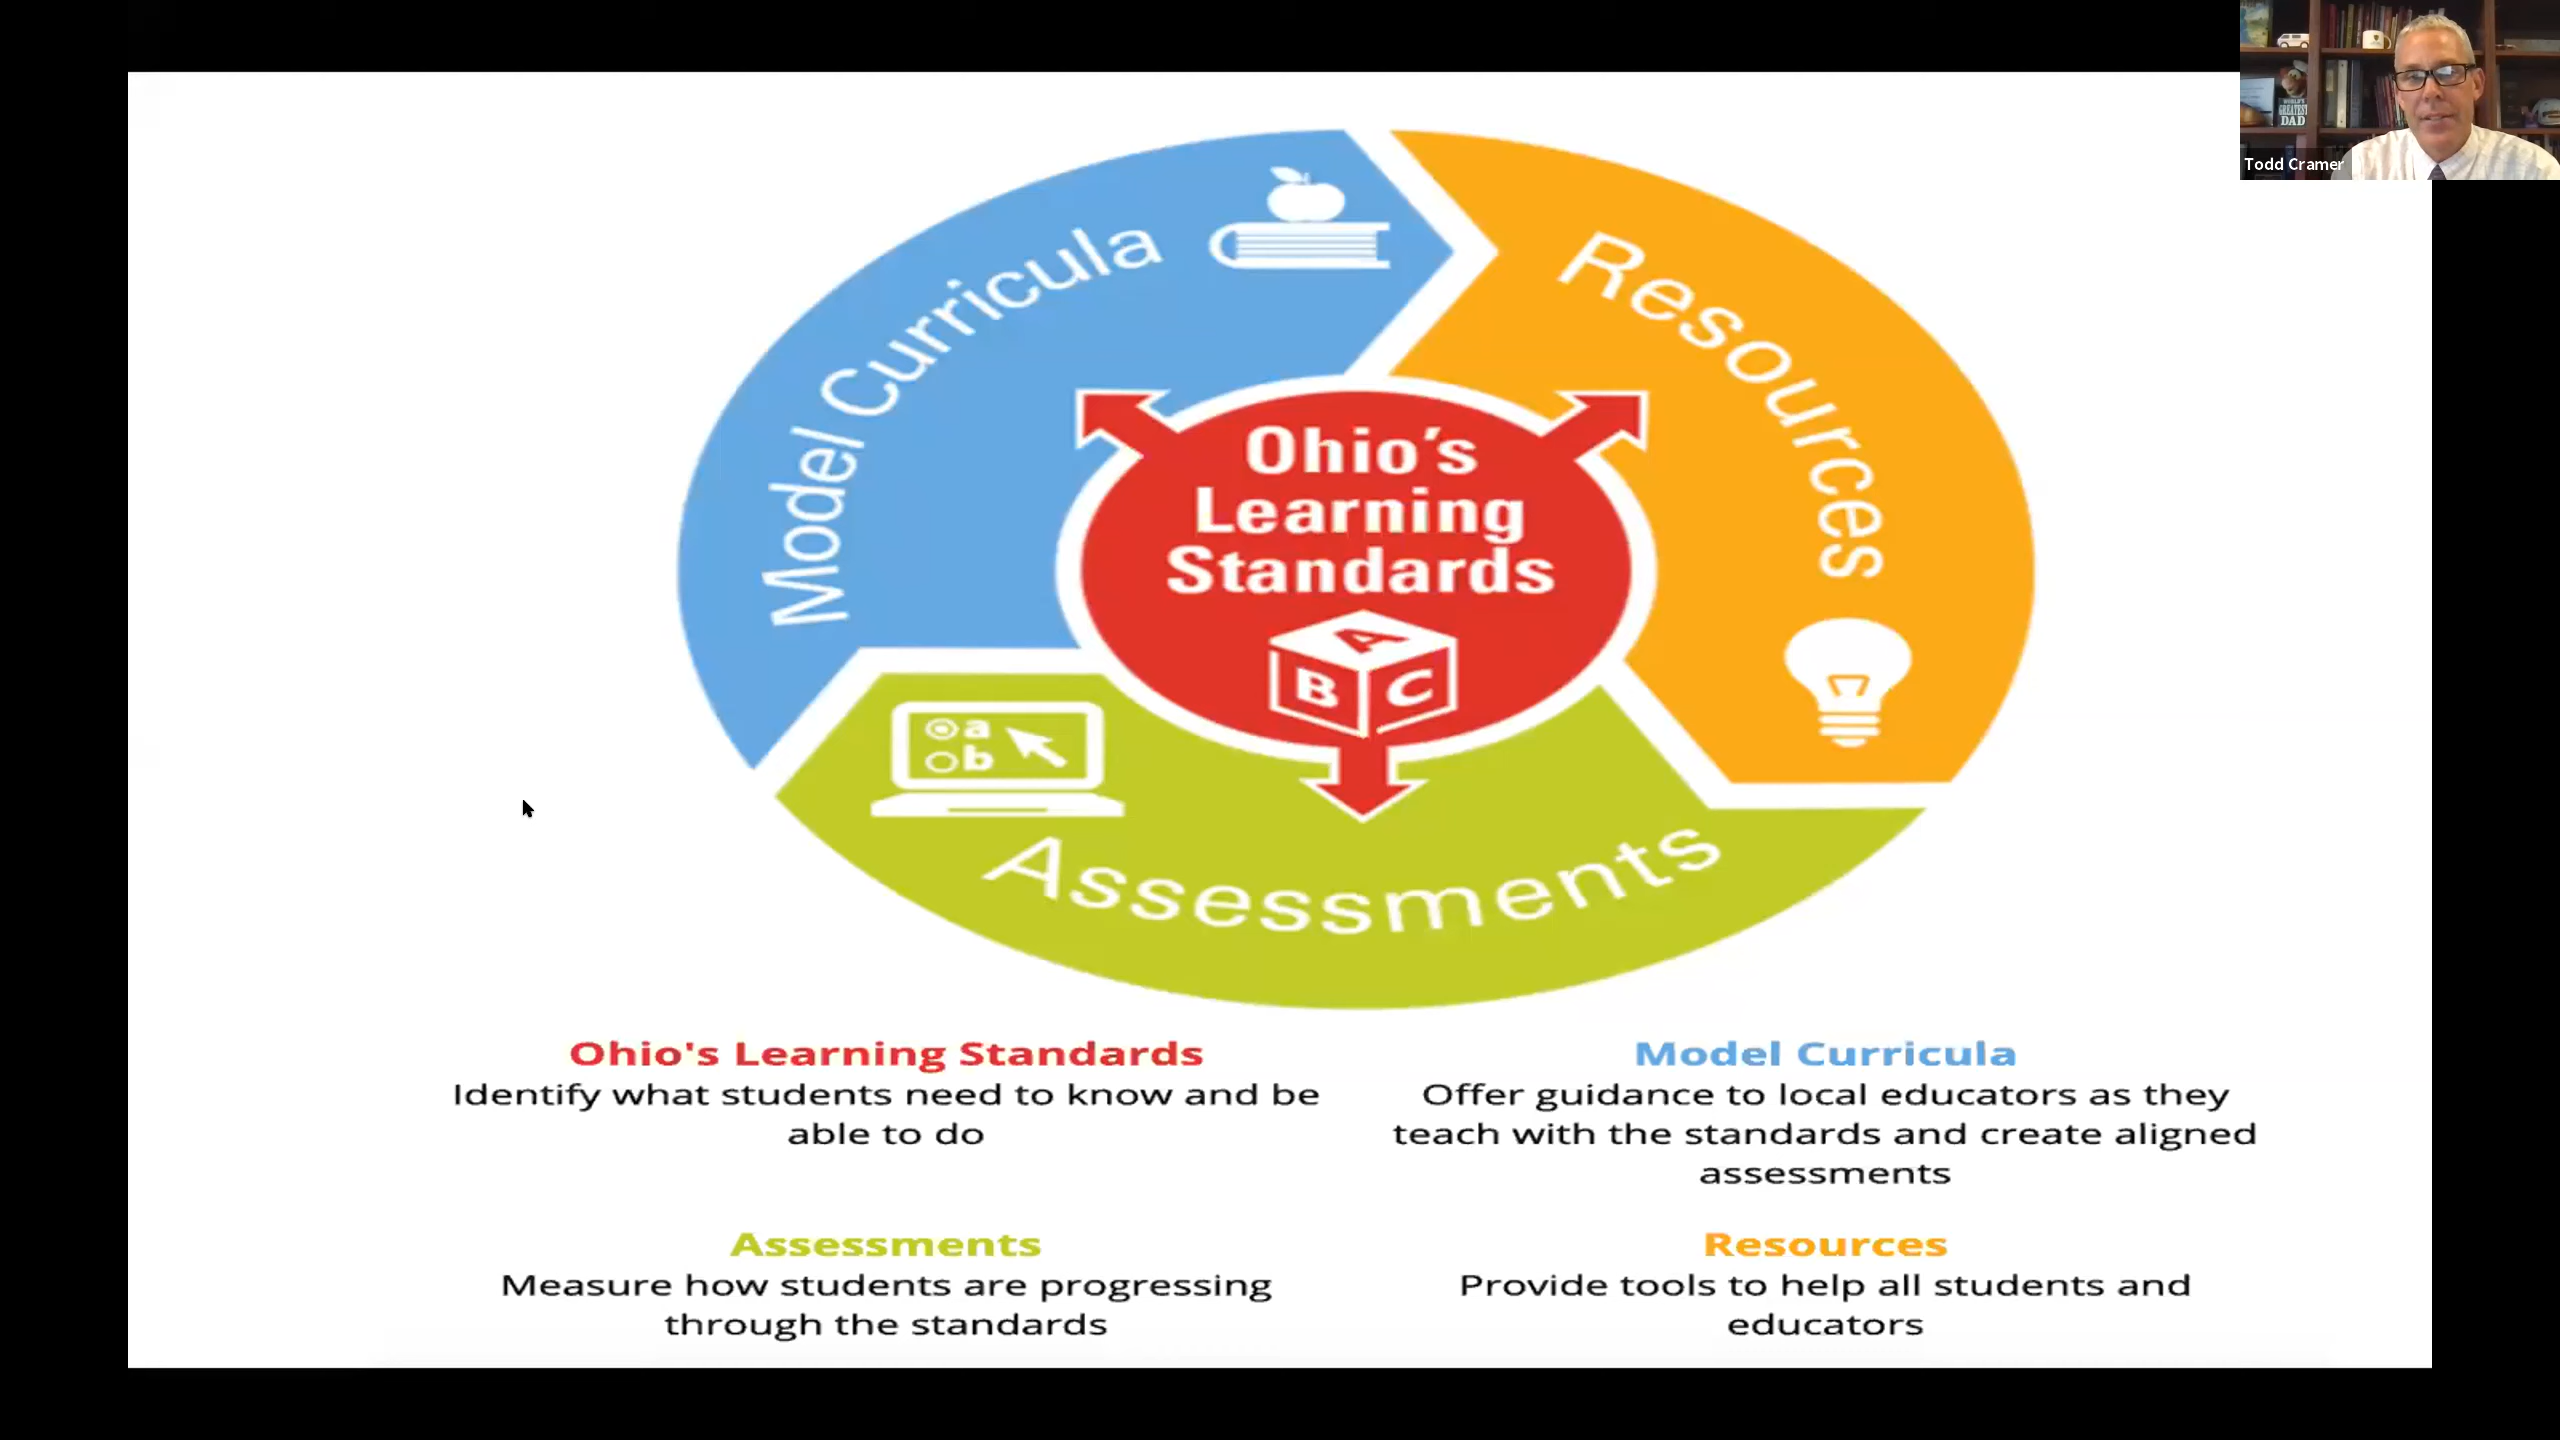 Model Curricula
Resources
Ohio's
Learning
Standards
A
B C
a
b
Assessments
Ohio's Learning Standards
Identify what students need to know and be
able to do
Model Curricula
Offer guidance to local educators as they
teach with the standards and create aligned
assessments
Assessments
Measure how students are progressing
through the standards
Resources
Provide tools to help all students and
educators
WORLD'S
GREATEST
DAD
Todd Cramer